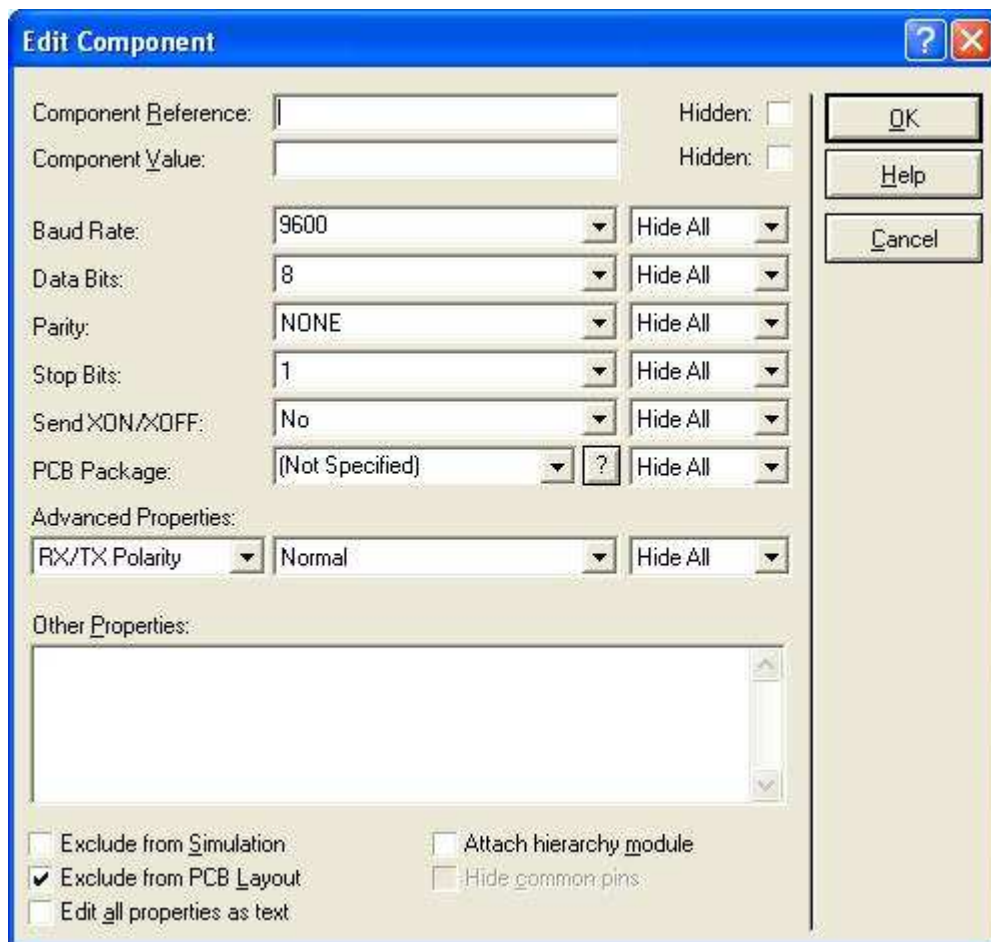 Edit Component
Component Reference: Hidden: OK
Component Value: Hidden: Help
Baud Rate: 9600 Hide All Cancel
Data Bits: 8 Hide All
Parity: NONE Hide All
Stop Bits: 1 Hide All
Send XON/XOFF: No Hide All
PCB Package: (Not Specified) ? Hide All
Advanced Properties:
RX/TX Polarity Normal Hide All
Other Properties:
Exclude from Simulation Attach hierarchy module
Exclude from PCB Layout Hide common pins
Edit all properties as text